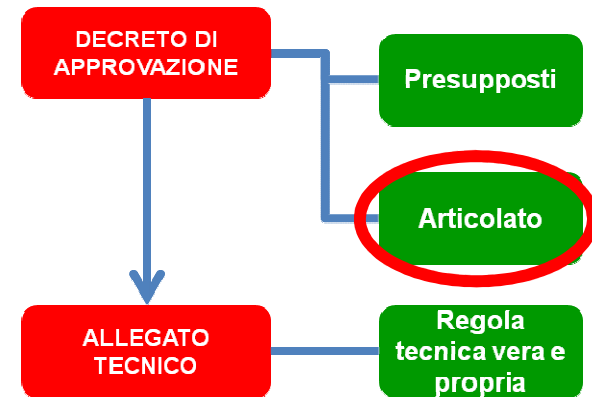 DECRETO DI
APPROVAZIONE
Presupposti
Articolato
ALLEGATO
TECNICO
Regola
tecnica vera e
propria